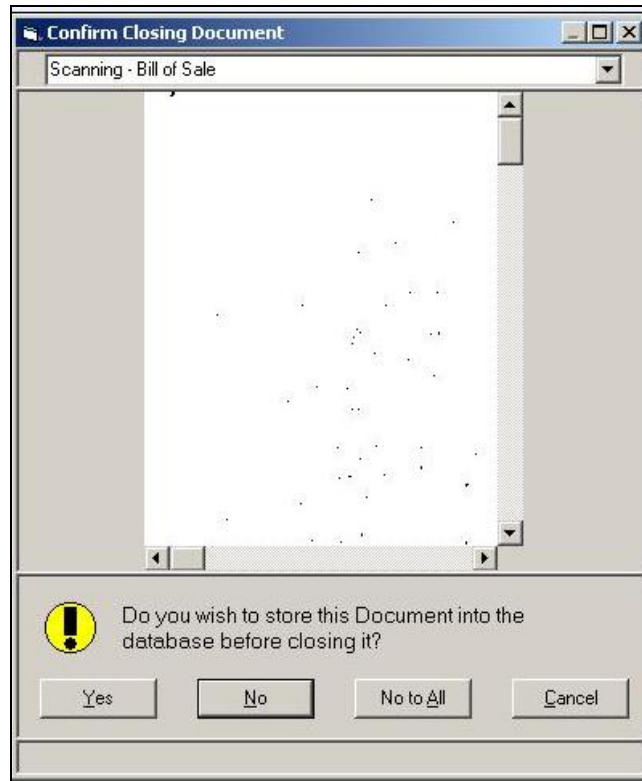 Confirm Closing Document
Scanning - Bill of Sale
Do you wish to store this Document into the
database before closing it?
Yes No No to All Cancel